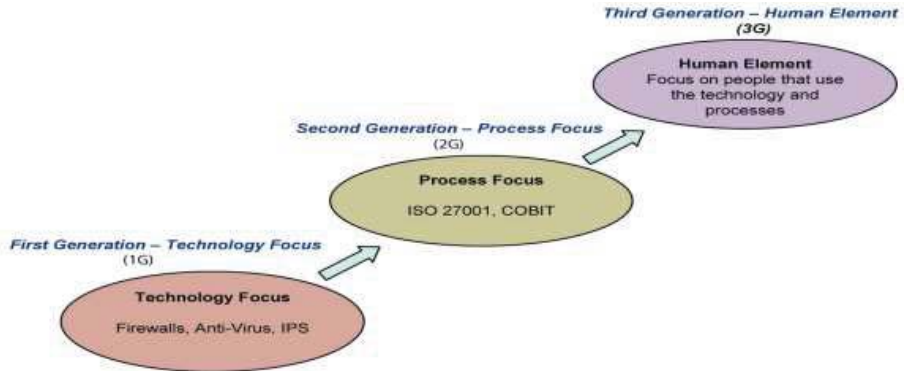 Third Generation – Human Element
(3G)
Human Element
Focus on people that use
the technology and
processes
Second Generation – Process Focus
(2G)
Process Focus
ISO 27001, COBIT
First Generation – Technology Focus
(1G)
Technology Focus
Firewalls, Anti-Virus, IPS